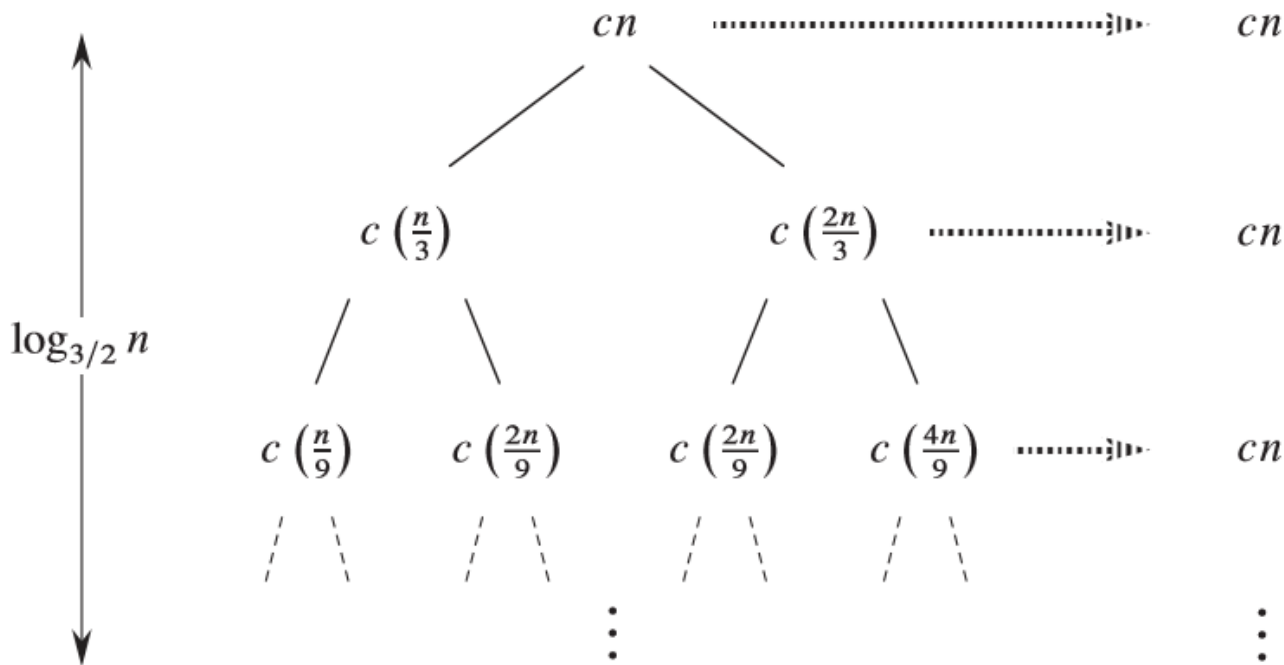 cn cn
c (n/3) c (2n/3) cn
log_{3/2} n
c (n/9) c (2n/9) c (2n/9) c (4n/9) cn
⋮ ⋮